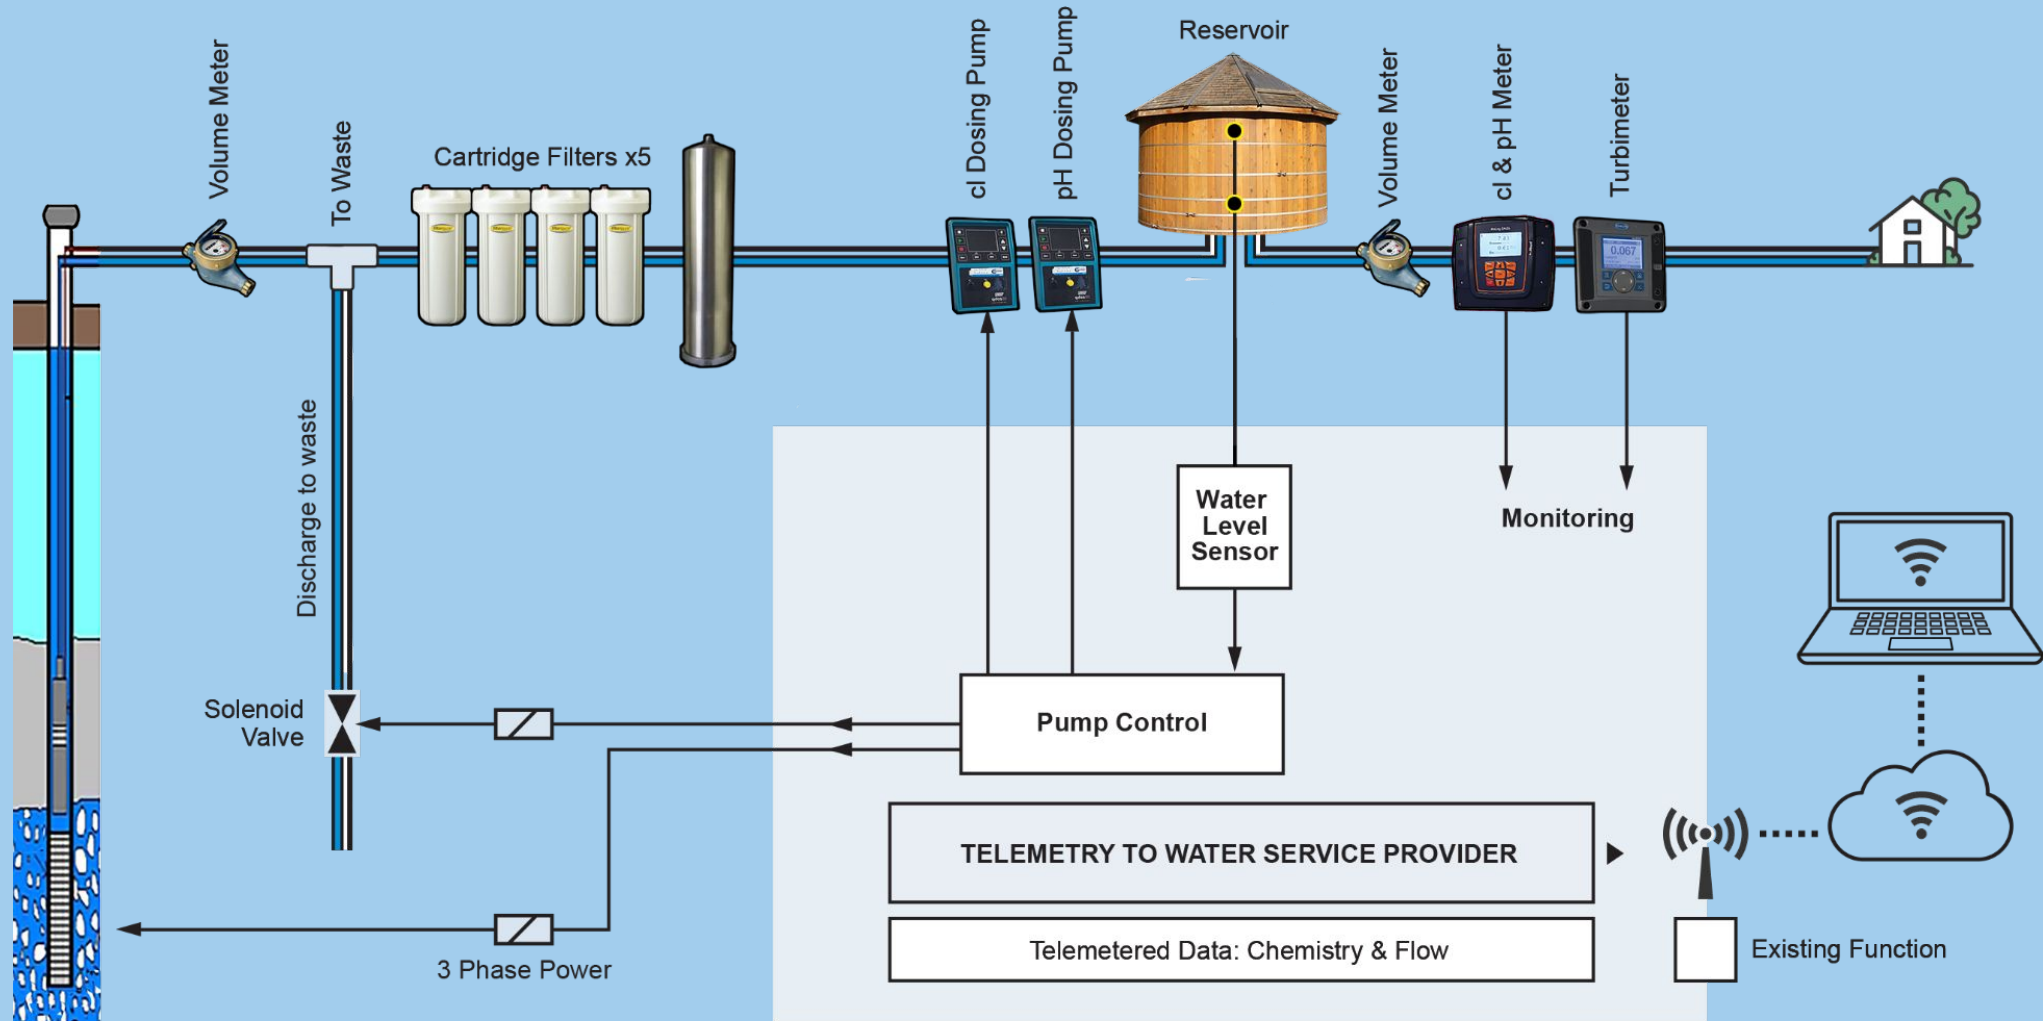 Reservoir
Volume Meter
To Waste
Cartridge Filters x5
cl Dosing Pump
pH Dosing Pump
Volume Meter
cl & pH Meter
Turbimeter
0.067
Discharge to waste
Water
Level
Sensor
Monitoring
Solenoid
Valve
Pump Control
TELEMETRY TO WATER SERVICE PROVIDER
3 Phase Power
Telemetered Data: Chemistry & Flow
Existing Function